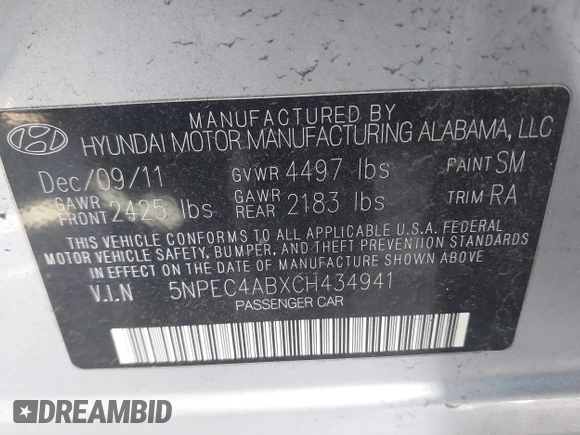 MANUFACTURED BY
HYUNDAI MOTOR MANUFACTURING ALABAMA, LLC
Dec/09/11 GVWR 4497 lbs PAINT SM
GAWR FRONT 2425 lbs GAWR REAR 2183 lbs TRIM RA
THIS VEHICLE CONFORMS TO ALL APPLICABLE U.S.A. FEDERAL
MOTOR VEHICLE SAFETY, BUMPER, AND THEFT PREVENTION STANDARDS
IN EFFECT ON THE DATE OF MANUFACTURE SHOWN ABOVE.
V.I.N 5NPEC4ABXCH434941
PASSENGER CAR
DREAMBID